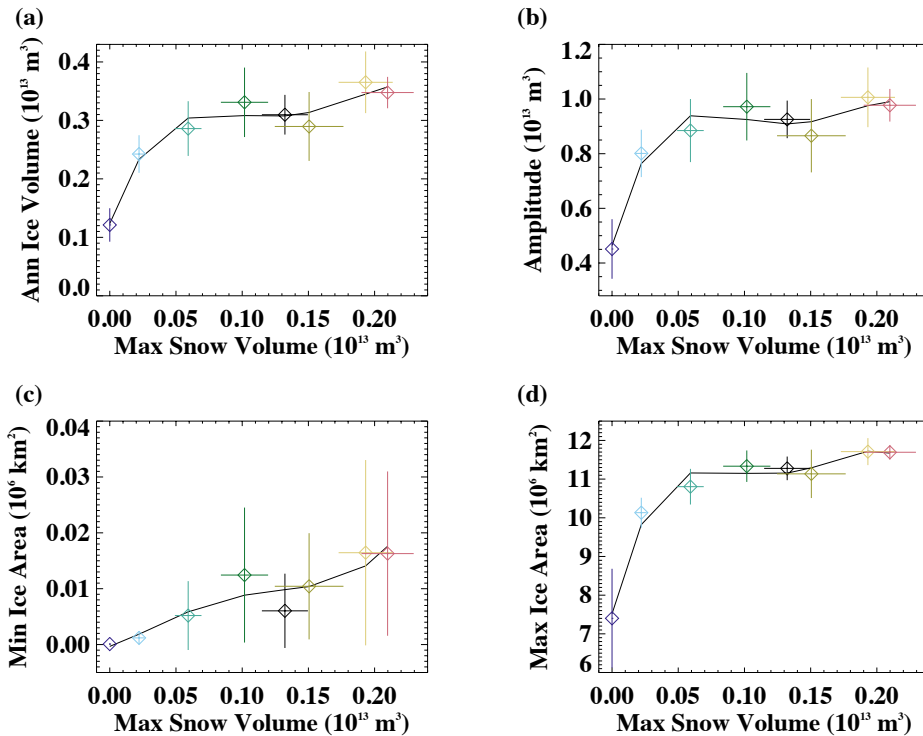 (a)
Ann Ice Volume (10¹³ m³)
0.4
0.3
0.2
0.1
0.0
0.00 0.05 0.10 0.15 0.20
Max Snow Volume (10¹³ m³)
(b)
Amplitude (10¹³ m³)
1.2
1.0
0.8
0.6
0.4
0.00 0.05 0.10 0.15 0.20
Max Snow Volume (10¹³ m³)
(c)
Min Ice Area (10⁶ km²)
0.04
0.03
0.02
0.01
0.00
0.00 0.05 0.10 0.15 0.20
Max Snow Volume (10¹³ m³)
(d)
Max Ice Area (10⁶ km²)
12
11
10
9
8
7
6
0.00 0.05 0.10 0.15 0.20
Max Snow Volume (10¹³ m³)